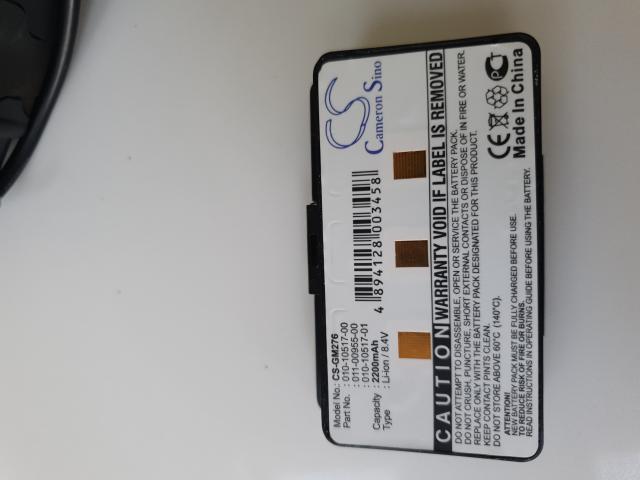 CS
Cameron Sino
4 894128 003458
Model No.: CS-GM276
Part No. : 010-10517-00
: 011-00955-00
: 010-10517-01
Capacity : 2200mAh
Type : Li-ion / 8.4V
CAUTION WARRANTY VOID IF LABEL IS REMOVED
DO NOT ATTEMPT TO DISASSEMBLE, OPEN OR SERVICE THE BATTERY PACK.
DO NOT CRUSH, PUNCTURE, SHORT EXTERNAL CONTACTS OR DISPOSE OF IN FIRE OR WATER.
REPLACE ONLY WITH THE BATTERY PACK DESIGNATED FOR THIS PRODUCT.
KEEP CONTACT PINTS CLEAN.
DO NOT STORE ABOVE 60°C (140°C).
ATTENTION!
NEW BATTERY PACK MUST BE FULLY CHARGED BEFORE USE.
TO REDUCE RISK OF FIRE OR BURNS.
READ INSTRUCTIONS IN OPERATING GUIDE BEFORE USING THE BATTERY.
CE
Made In China